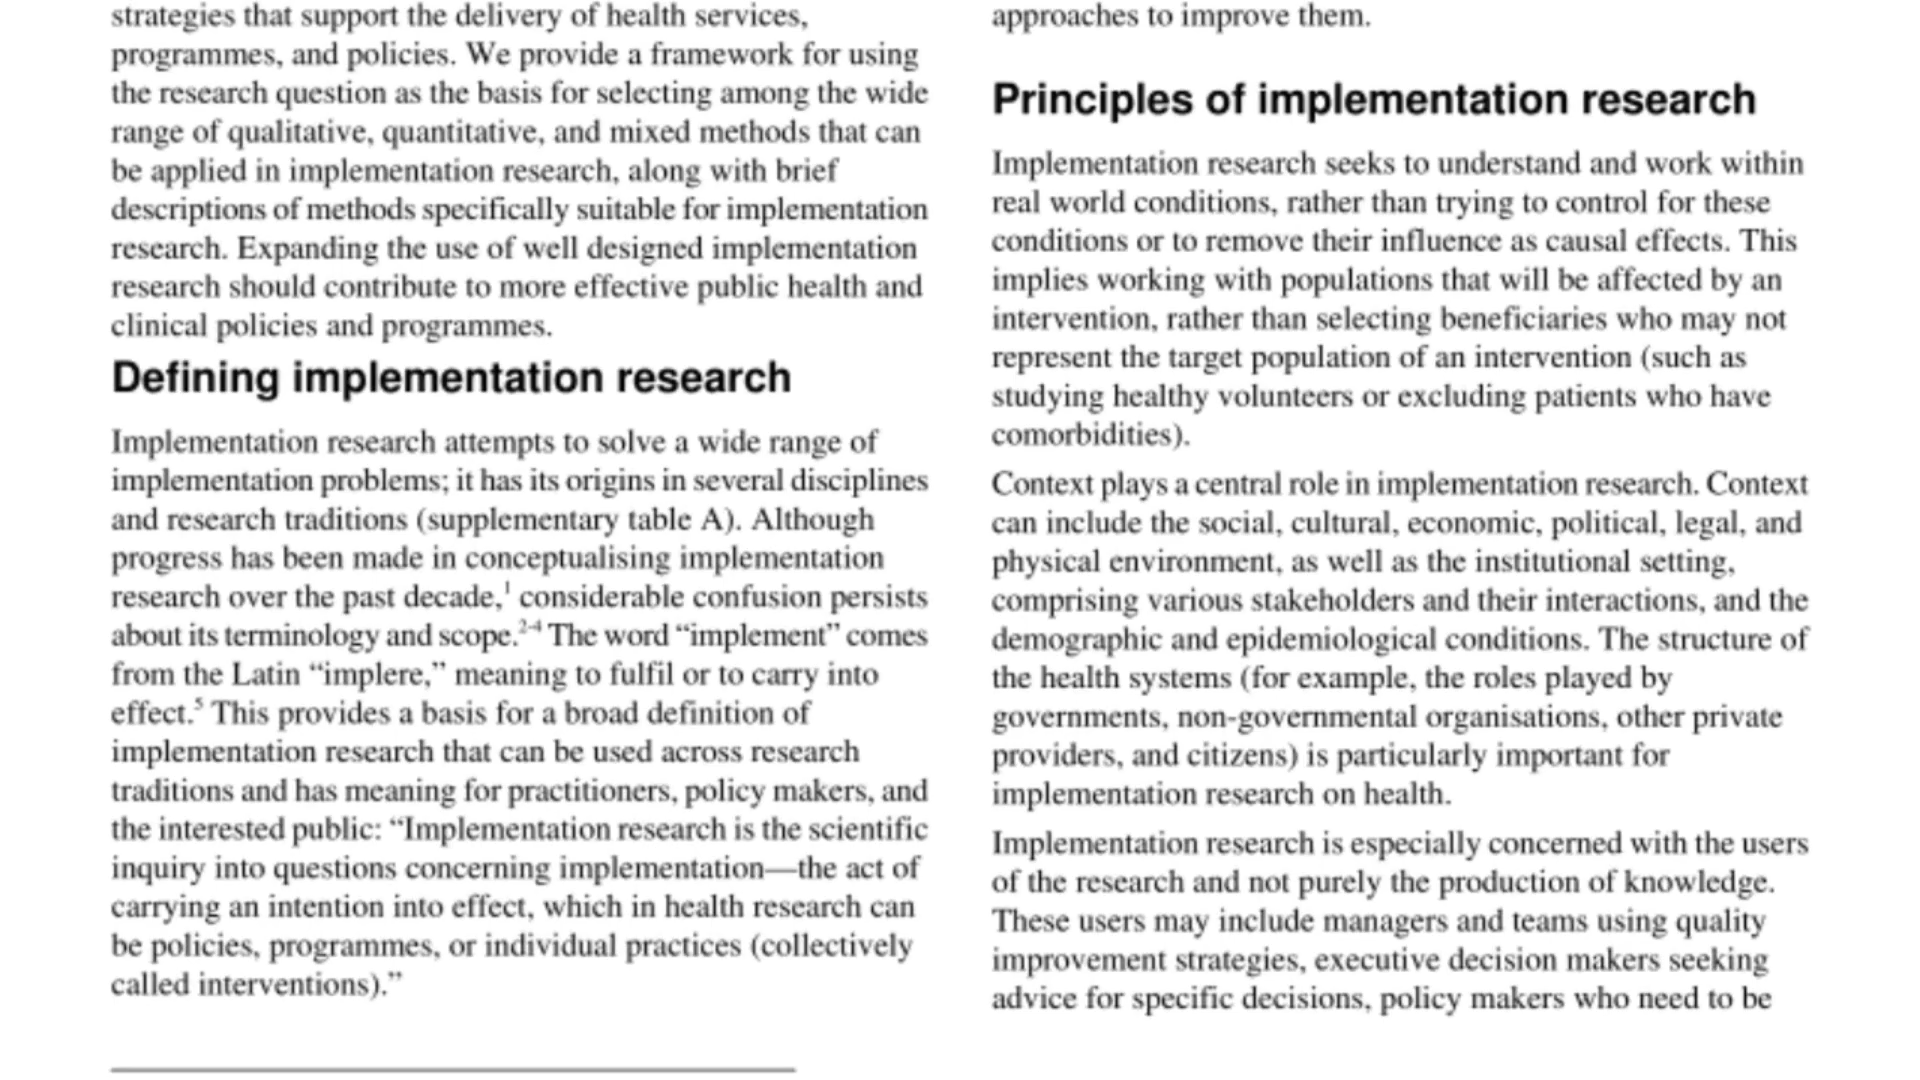 strategies that support the delivery of health services,
programmes, and policies. We provide a framework for using
the research question as the basis for selecting among the wide
range of qualitative, quantitative, and mixed methods that can
be applied in implementation research, along with brief
descriptions of methods specifically suitable for implementation
research. Expanding the use of well designed implementation
research should contribute to more effective public health and
clinical policies and programmes.
Defining implementation research
Implementation research attempts to solve a wide range of
implementation problems; it has its origins in several disciplines
and research traditions (supplementary table A). Although
progress has been made in conceptualising implementation
research over the past decade,¹ considerable confusion persists
about its terminology and scope.²⁻⁴ The word “implement” comes
from the Latin “implere,” meaning to fulfil or to carry into
effect.⁵ This provides a basis for a broad definition of
implementation research that can be used across research
traditions and has meaning for practitioners, policy makers, and
the interested public: “Implementation research is the scientific
inquiry into questions concerning implementation—the act of
carrying an intention into effect, which in health research can
be policies, programmes, or individual practices (collectively
called interventions).”
approaches to improve them.
Principles of implementation research
Implementation research seeks to understand and work within
real world conditions, rather than trying to control for these
conditions or to remove their influence as causal effects. This
implies working with populations that will be affected by an
intervention, rather than selecting beneficiaries who may not
represent the target population of an intervention (such as
studying healthy volunteers or excluding patients who have
comorbidities).
Context plays a central role in implementation research. Context
can include the social, cultural, economic, political, legal, and
physical environment, as well as the institutional setting,
comprising various stakeholders and their interactions, and the
demographic and epidemiological conditions. The structure of
the health systems (for example, the roles played by
governments, non-governmental organisations, other private
providers, and citizens) is particularly important for
implementation research on health.
Implementation research is especially concerned with the users
of the research and not purely the production of knowledge.
These users may include managers and teams using quality
improvement strategies, executive decision makers seeking
advice for specific decisions, policy makers who need to be